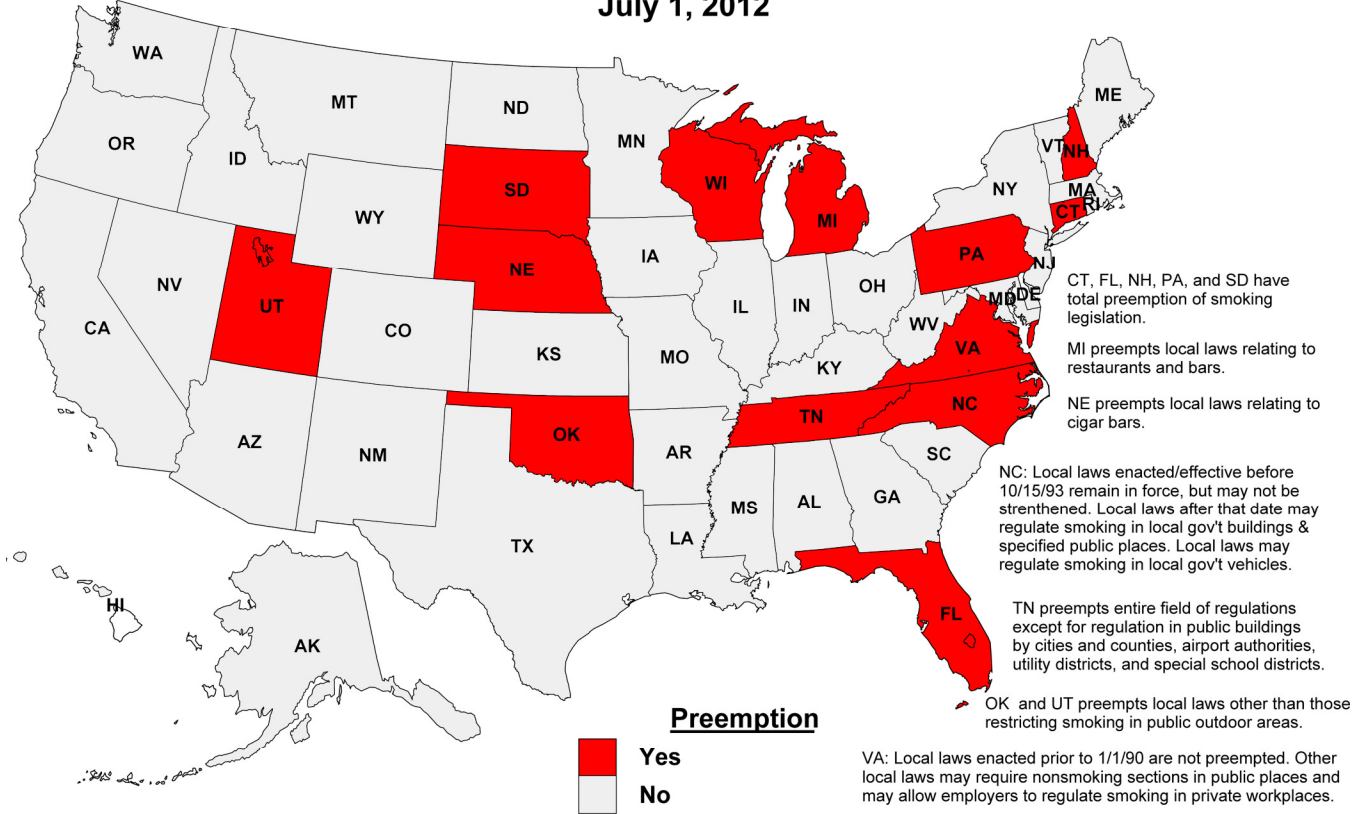 July 1, 2012
WA
MT
ND
MN
ME
OR
ID
SD
WI
MI
VT
NH
NY
MA
RI
CT
WY
IA
NE
PA
NJ
NV
UT
CO
IL
IN
OH
MD
DE
WV
CA
KS
MO
KY
VA
AZ
NM
OK
AR
TN
NC
SC
MS
AL
GA
TX
LA
FL
HI
AK
CT, FL, NH, PA, and SD have
total preemption of smoking
legislation.
MI preempts local laws relating to
restaurants and bars.
NE preempts local laws relating to
cigar bars.
NC: Local laws enacted/effective before
10/15/93 remain in force, but may not be
strenthened. Local laws after that date may
regulate smoking in local gov't buildings &
specified public places. Local laws may
regulate smoking in local gov't vehicles.
TN preempts entire field of regulations
except for regulation in public buildings
by cities and counties, airport authorities,
utility districts, and special school districts.
OK and UT preempts local laws other than those
restricting smoking in public outdoor areas.
VA: Local laws enacted prior to 1/1/90 are not preempted. Other
local laws may require nonsmoking sections in public places and
may allow employers to regulate smoking in private workplaces.
Preemption
Yes
No